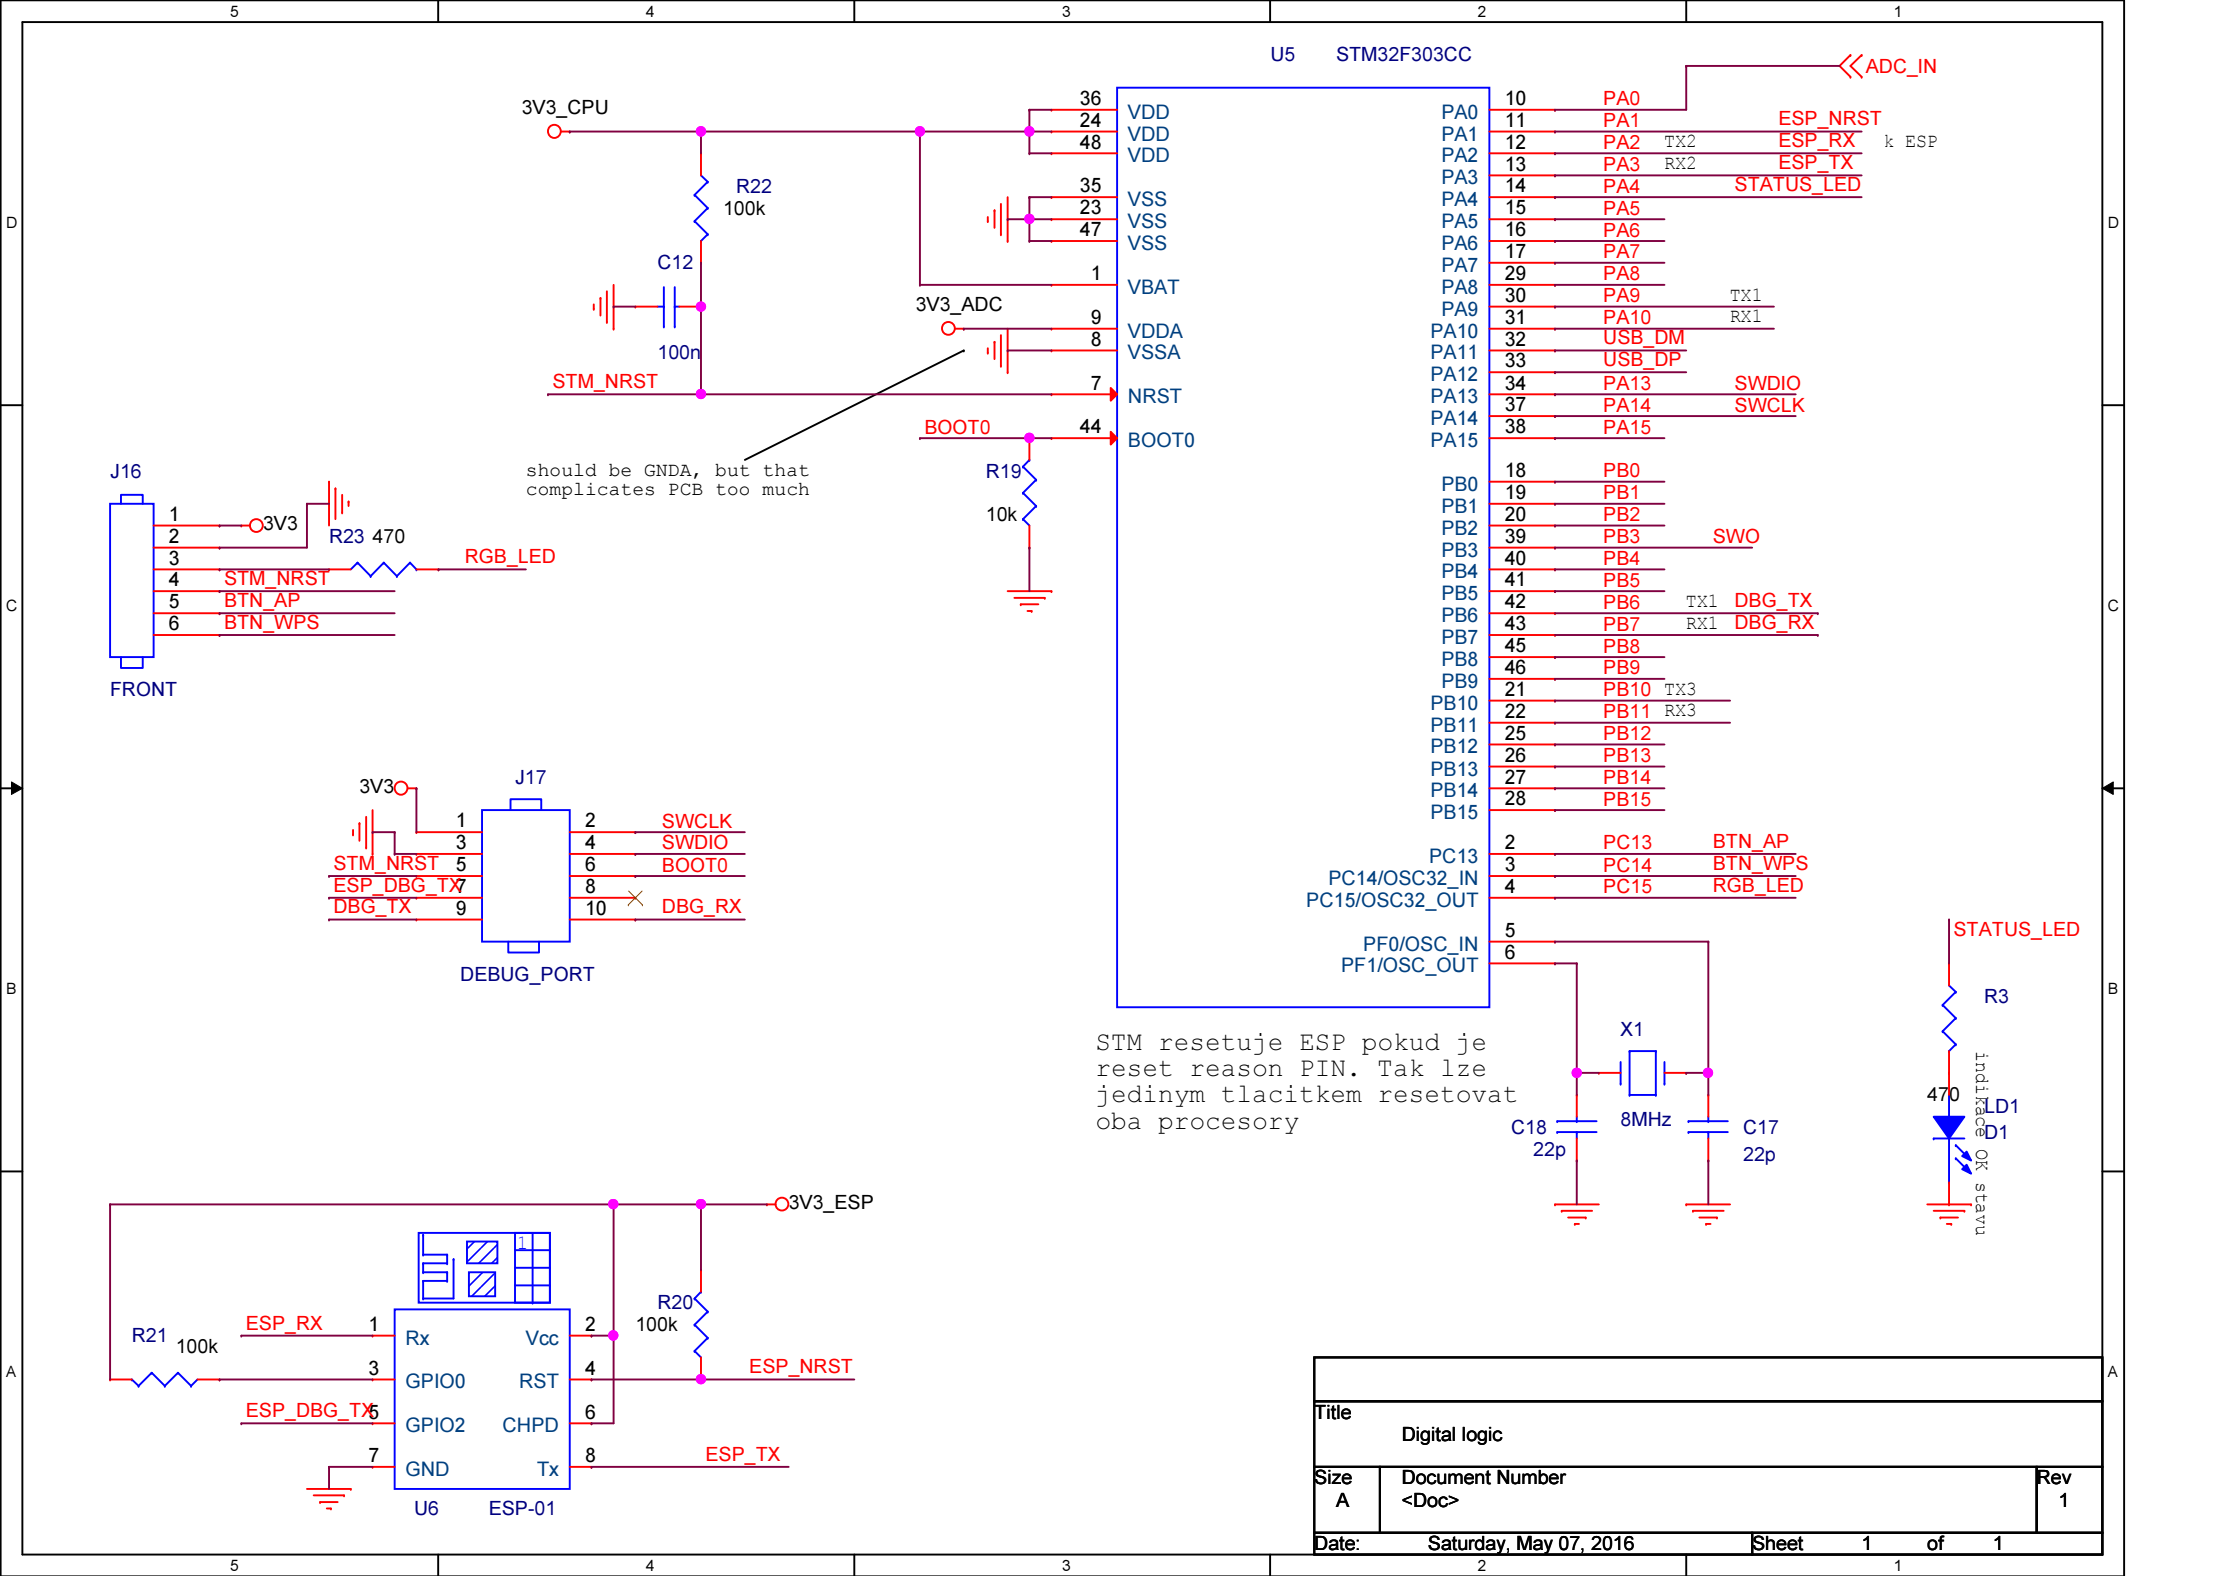 5 4 3 2 1
U5 STM32F303CC
ADC_IN
3V3_CPU
36 VDD
24 VDD
48 VDD
35 VSS
23 VSS
47 VSS
1 VBAT
3V3_ADC
9 VDDA
8 VSSA
STM_NRST 7 NRST
BOOT0 44 BOOT0
R22
100k
C12
100n
R19
10k
should be GNDA, but that
complicates PCB too much
PA0 10 PA0
PA1 11 PA1 ESP_NRST
PA2 12 PA2 TX2 ESP_RX k ESP
PA3 13 PA3 RX2 ESP_TX
PA4 14 PA4 STATUS_LED
PA5 15 PA5
PA6 16 PA6
PA7 17 PA7
PA8 29 PA8
PA9 30 PA9 TX1
PA10 31 PA10 RX1
PA11 32 USB_DM
PA12 33 USB_DP
PA13 34 PA13 SWDIO
PA14 37 PA14 SWCLK
PA15 38 PA15
PB0 18 PB0
PB1 19 PB1
PB2 20 PB2
PB3 39 PB3 SWO
PB4 40 PB4
PB5 41 PB5
PB6 42 PB6 TX1 DBG_TX
PB7 43 PB7 RX1 DBG_RX
PB8 45 PB8
PB9 46 PB9
PB10 21 PB10 TX3
PB11 22 PB11 RX3
PB12 25 PB12
PB13 26 PB13
PB14 27 PB14
PB15 28 PB15
PC13 2 PC13 BTN_AP
PC14/OSC32_IN 3 PC14 BTN_WPS
PC15/OSC32_OUT 4 PC15 RGB_LED
PF0/OSC_IN 5
PF1/OSC_OUT 6
D D
C C
B B
A A
J16
1 3V3
2
3 R23 470 RGB_LED
4 STM_NRST
5 BTN_AP
6 BTN_WPS
FRONT
J17
3V3
1 2 SWCLK
3 4 SWDIO
STM_NRST 5 6 BOOT0
ESP_DBG_TX 7 8
DBG_TX 9 10 DBG_RX
DEBUG_PORT
STM resetuje ESP pokud je
reset reason PIN. Tak lze
jedinym tlacitkem resetovat
oba procesory
X1
8MHz
C18
22p
C17
22p
STATUS_LED
R3
470
LD1
D1
indikace OK stavu
3V3_ESP
1
R20
100k
R21 100k
ESP_RX 1 Rx Vcc 2
3 GPIO0 RST 4 ESP_NRST
ESP_DBG_TX 5 GPIO2 CHPD 6
7 GND Tx 8 ESP_TX
U6 ESP-01
Title
Digital logic
Size Document Number Rev
A <Doc> 1
Date: Saturday, May 07, 2016 Sheet 1 of 1
5 4 3 2 1